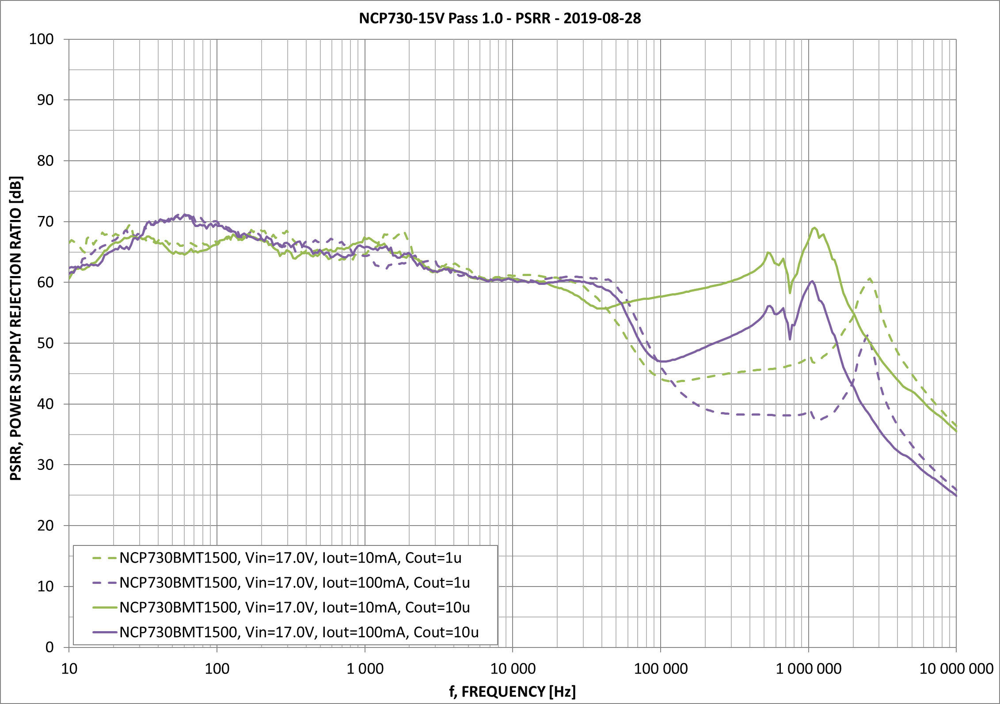 NCP730-15V Pass 1.0 - PSRR - 2019-08-28
PSRR, POWER SUPPLY REJECTION RATIO [dB]
100
90
80
70
60
50
40
30
20
10
0
NCP730BMT1500, Vin=17.0V, Iout=10mA, Cout=1u
NCP730BMT1500, Vin=17.0V, Iout=100mA, Cout=1u
NCP730BMT1500, Vin=17.0V, Iout=10mA, Cout=10u
NCP730BMT1500, Vin=17.0V, Iout=100mA, Cout=10u
10 100 1 000 10 000 100 000 1 000 000 10 000 000
f, FREQUENCY [Hz]